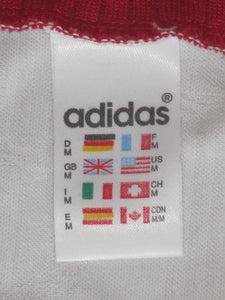 adidas ®
D M F M
GB M US M
I M CH M
E M CDN M/M